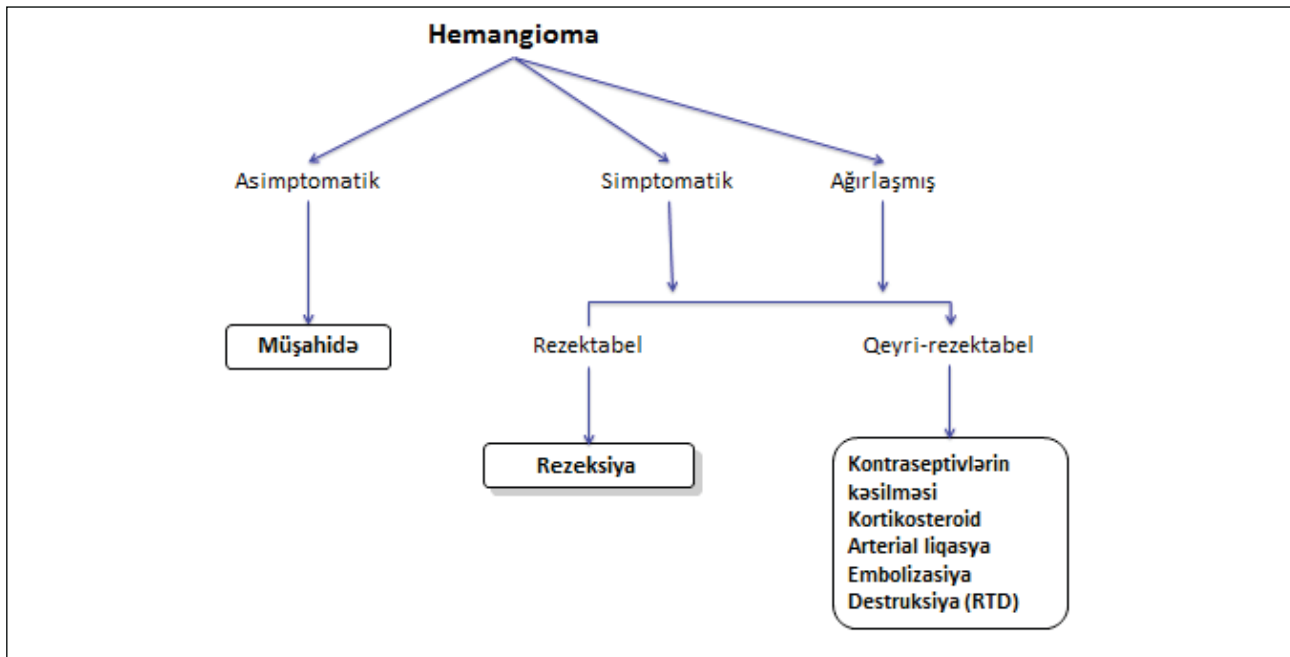 Hemangioma
Asimptomatik
Simptomatik
Ağırlaşmış
Müşahidə
Rezektabel
Qeyri-rezektabel
Rezeksiya
Kontraseptivlərin
kəsilməsi
Kortikosteroid
Arterial liqasya
Embolizasiya
Destruksiya (RTD)